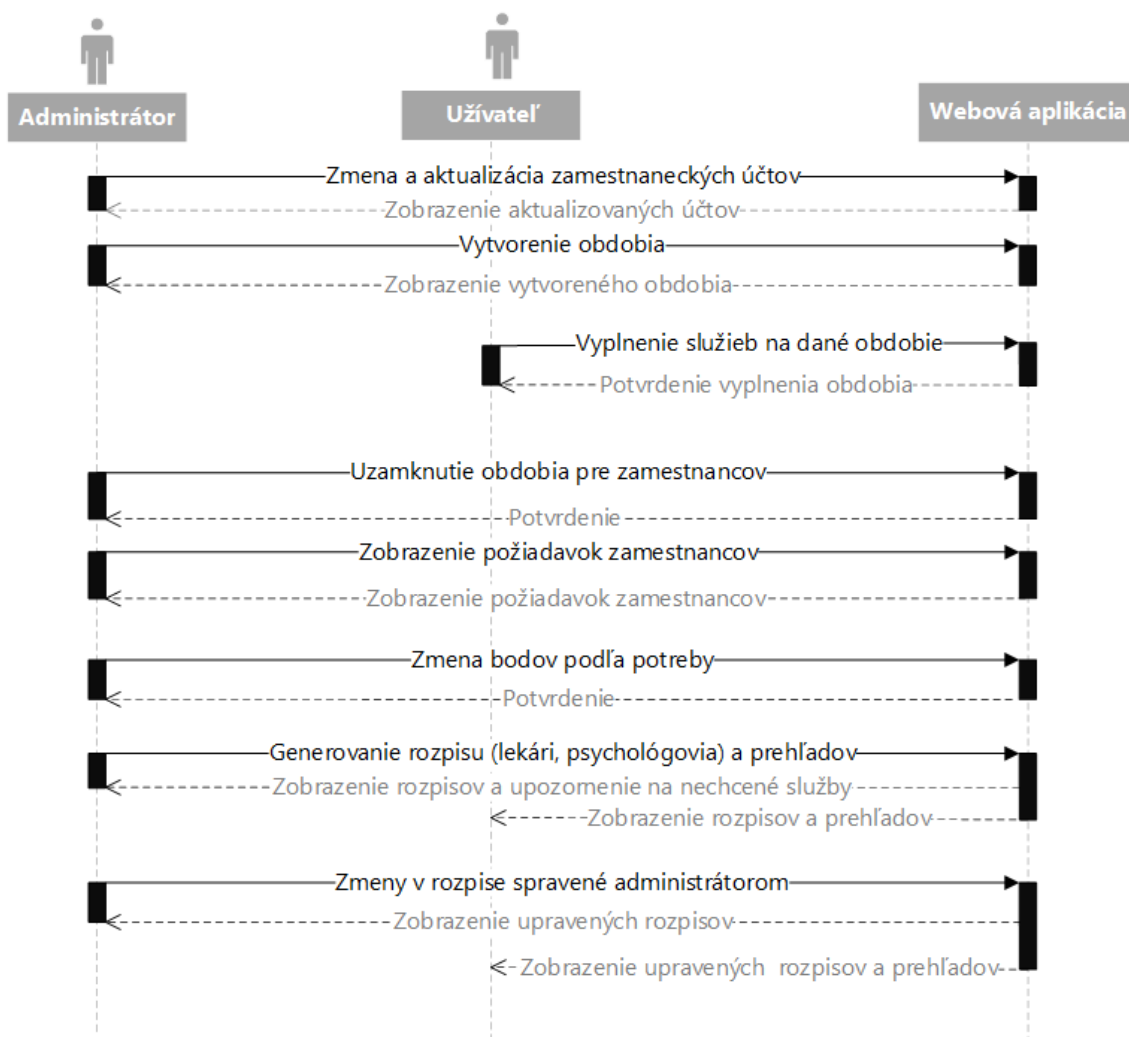 Administrátor
Užívateľ
Webová aplikácia
Zmena a aktualizácia zamestnaneckých účtov
Zobrazenie aktualizovaných účtov
Vytvorenie obdobia
Zobrazenie vytvoreného obdobia
Vyplnenie služieb na dané obdobie
Potvrdenie vyplnenia obdobia
Uzamknutie obdobia pre zamestnancov
Potvrdenie
Zobrazenie požiadavok zamestnancov
Zobrazenie požiadavok zamestnancov
Zmena bodov podľa potreby
Potvrdenie
Generovanie rozpisu (lekári, psychológovia) a prehľadov
Zobrazenie rozpisov a upozornenie na nechcené služby
Zobrazenie rozpisov a prehľadov
Zmeny v rozpise spravené administrátorom
Zobrazenie upravených rozpisov
Zobrazenie upravených rozpisov a prehľadov